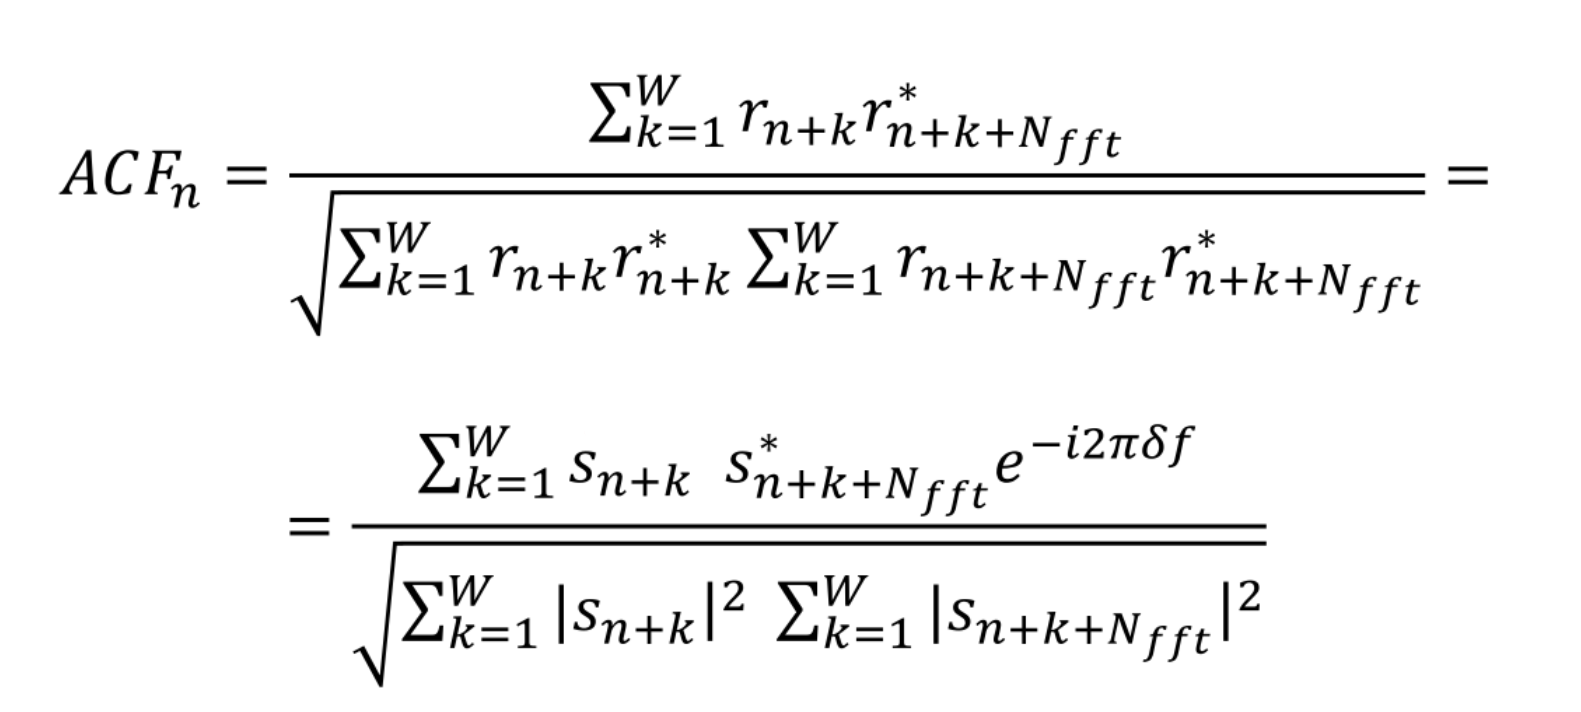 ACF_n = \frac{\sum_{k=1}^{W} r_{n+k} r^*_{n+k+N_{fft}}}{\sqrt{\sum_{k=1}^{W} r_{n+k} r^*_{n+k} \sum_{k=1}^{W} r_{n+k+N_{fft}} r^*_{n+k+N_{fft}}}} =
= \frac{\sum_{k=1}^{W} s_{n+k} s^*_{n+k+N_{fft}} e^{-i2\pi\delta f}}{\sqrt{\sum_{k=1}^{W} |s_{n+k}|^2 \sum_{k=1}^{W} |s_{n+k+N_{fft}}|^2}}